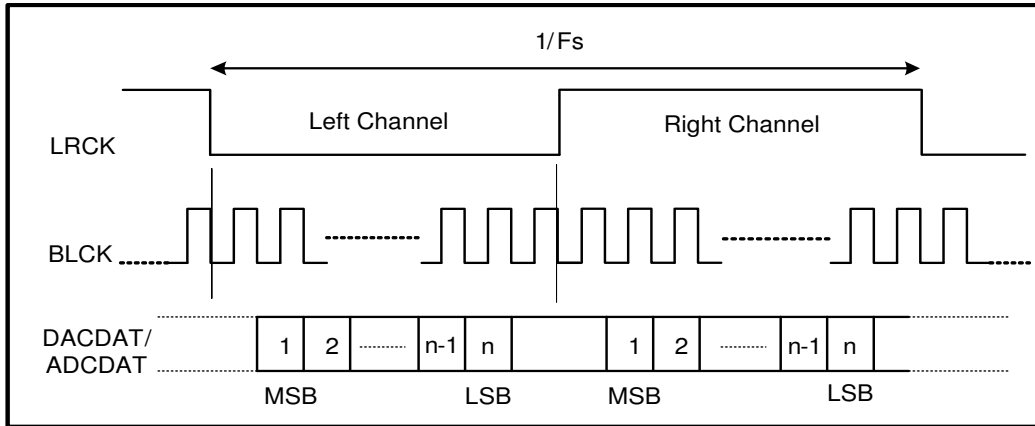 1/Fs
Left Channel
Right Channel
LRCK
BLCK
DACDAT/
ADCDAT
1 2 n-1 n 1 2 n-1 n
MSB LSB MSB LSB